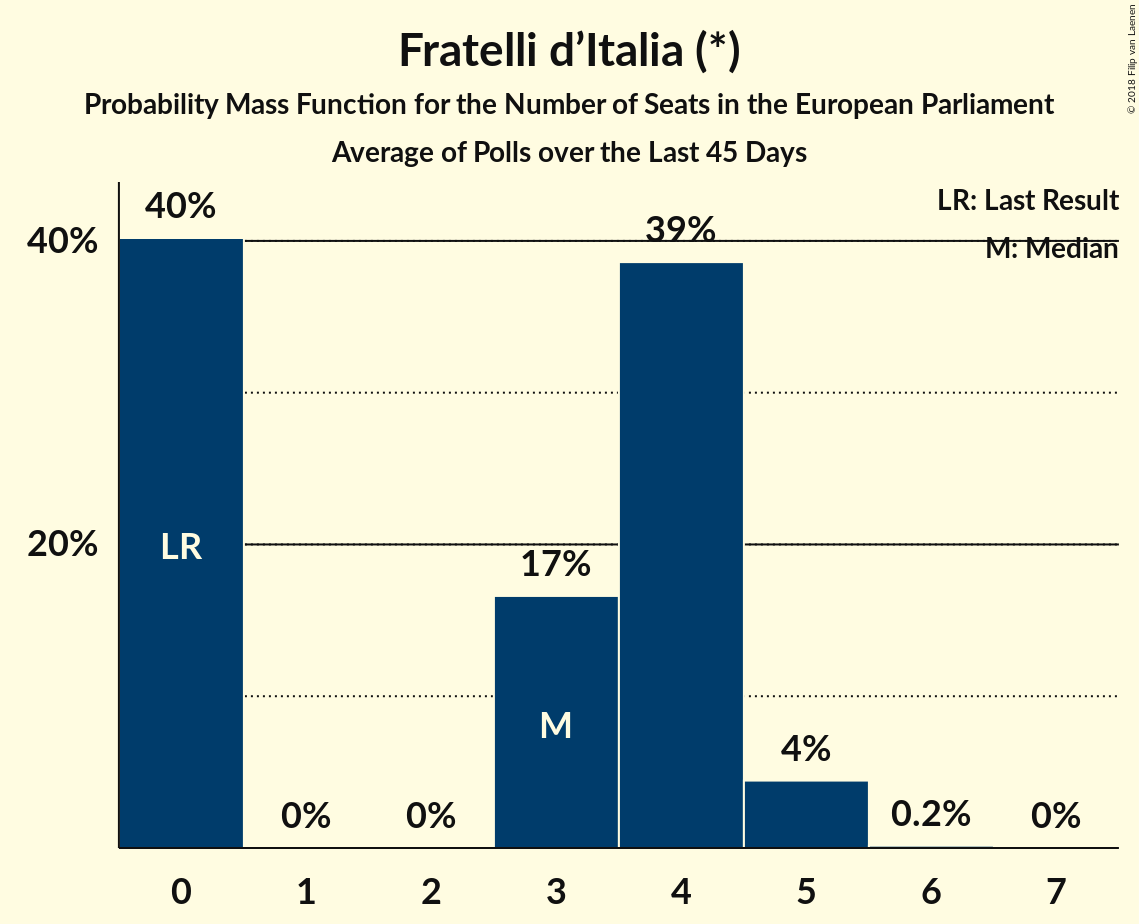 Fratelli d’Italia (*)
Probability Mass Function for the Number of Seats in the European Parliament
Average of Polls over the Last 45 Days
© 2018 Filip van Laenen
LR: Last Result
M: Median
40%
20%
40%
0%
0%
17%
39%
4%
0.2%
0%
LR
M
0 1 2 3 4 5 6 7